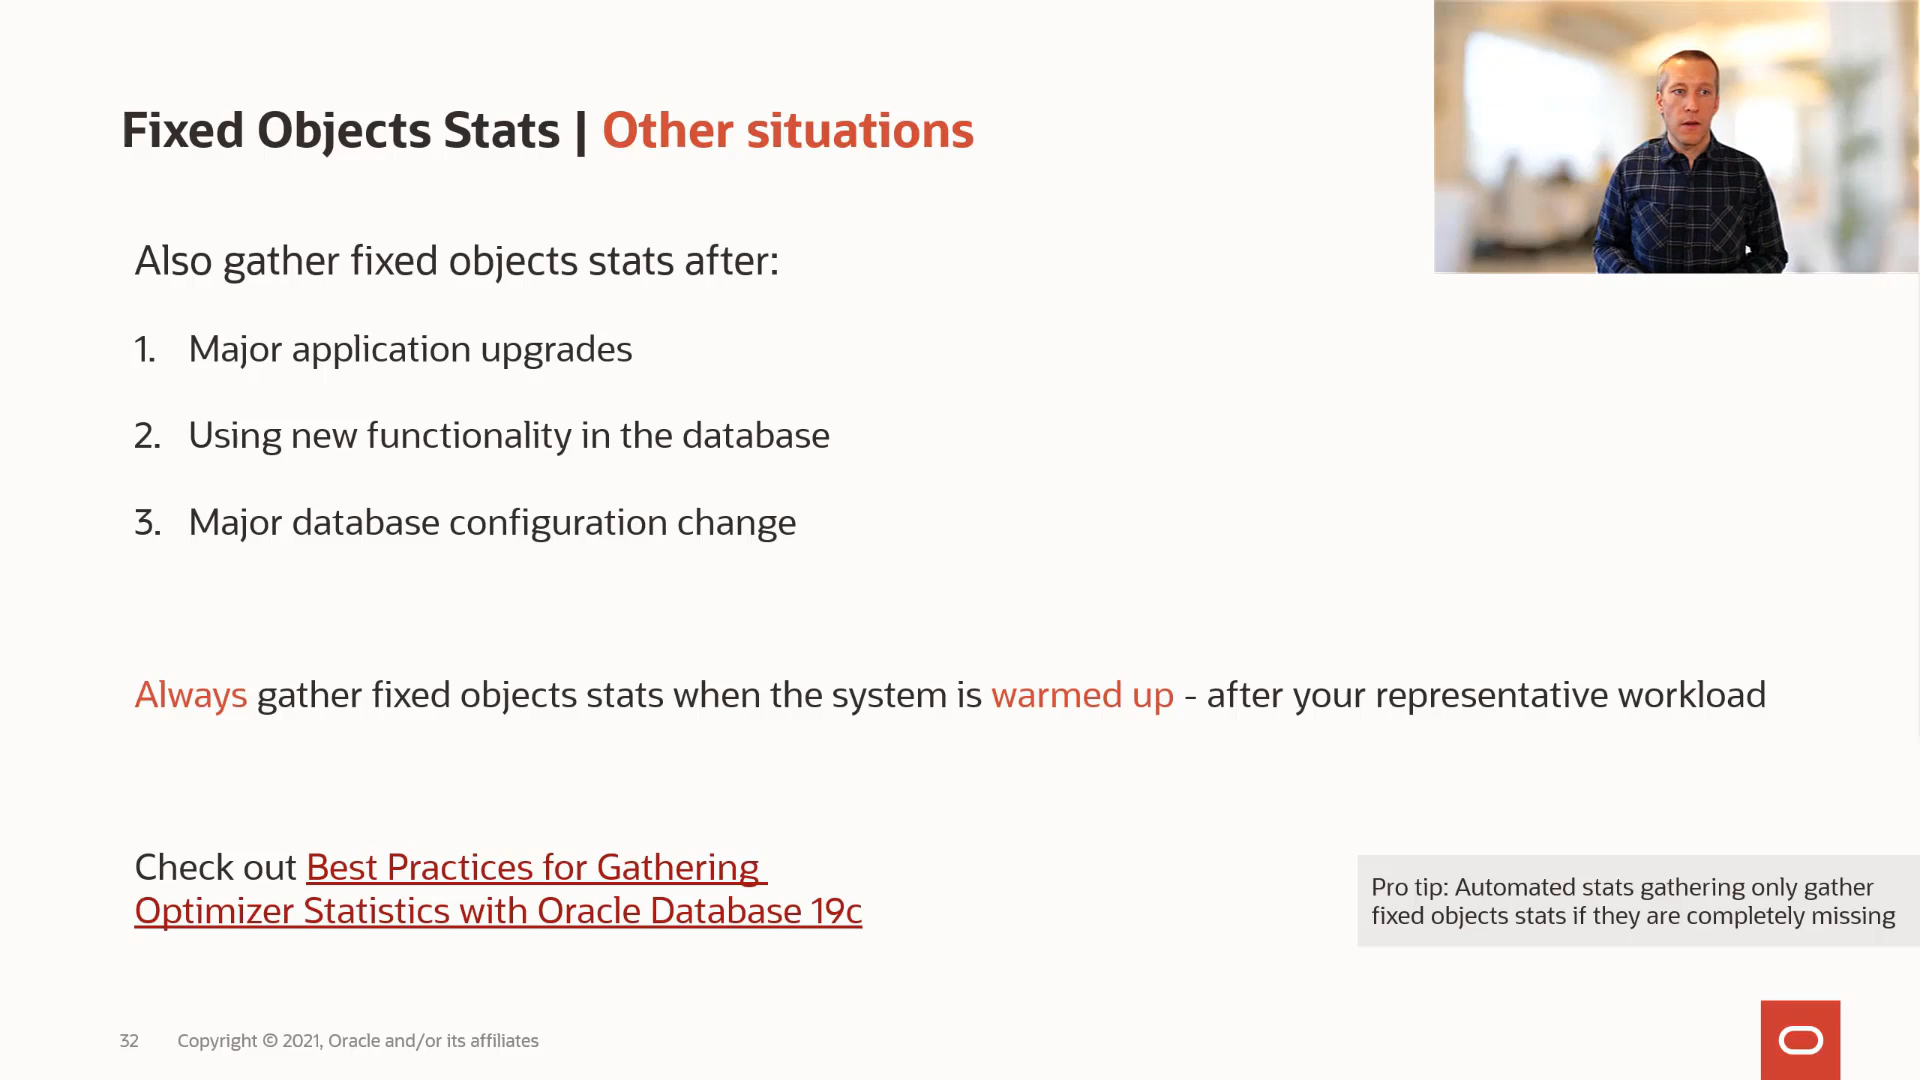 Fixed Objects Stats | Other situations
Also gather fixed objects stats after:
1. Major application upgrades
2. Using new functionality in the database
3. Major database configuration change
Always gather fixed objects stats when the system is warmed up - after your representative workload
Check out Best Practices for Gathering
Optimizer Statistics with Oracle Database 19c
Pro tip: Automated stats gathering only gather
fixed objects stats if they are completely missing
32 Copyright © 2021, Oracle and/or its affiliates